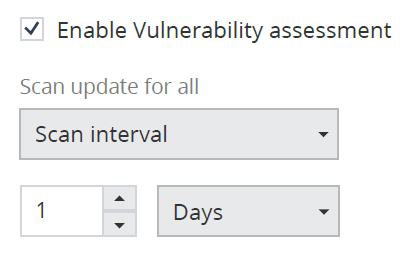 Enable Vulnerability assessment
Scan update for all
Scan interval
1 Days